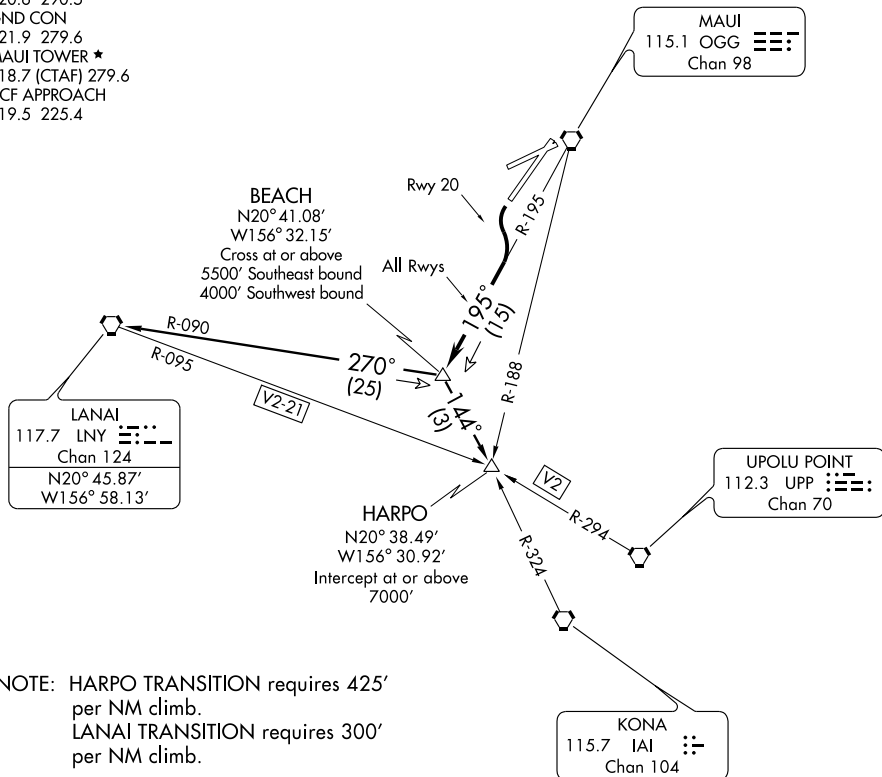 GND CON
21.9 279.6
MAUI TOWER ★
18.7 (CTAF) 279.6
CF APPROACH
19.5 225.4
MAUI
115.1 OGG
Chan 98
Rwy 20
BEACH
N20° 41.08'
W156° 32.15'
Cross at or above
5500' Southeast bound
4000' Southwest bound
All Rwys
R-195
195°
(15)
R-188
R-090
R-095
270°
(25)
V2-21
144°
(3)
LANAI
117.7 LNY
Chan 124
N20° 45.87'
W156° 58.13'
HARPO
N20° 38.49'
W156° 30.92'
Intercept at or above
7000'
V2
R-294
R-324
UPOLU POINT
112.3 UPP
Chan 70
NOTE: HARPO TRANSITION requires 425'
per NM climb.
LANAI TRANSITION requires 300'
per NM climb.
KONA
115.7 IAI
Chan 104